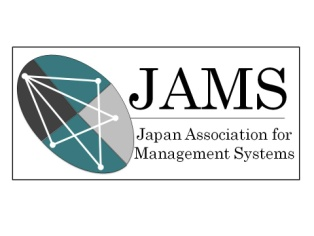 JAMS
Japan Association for
Management Systems